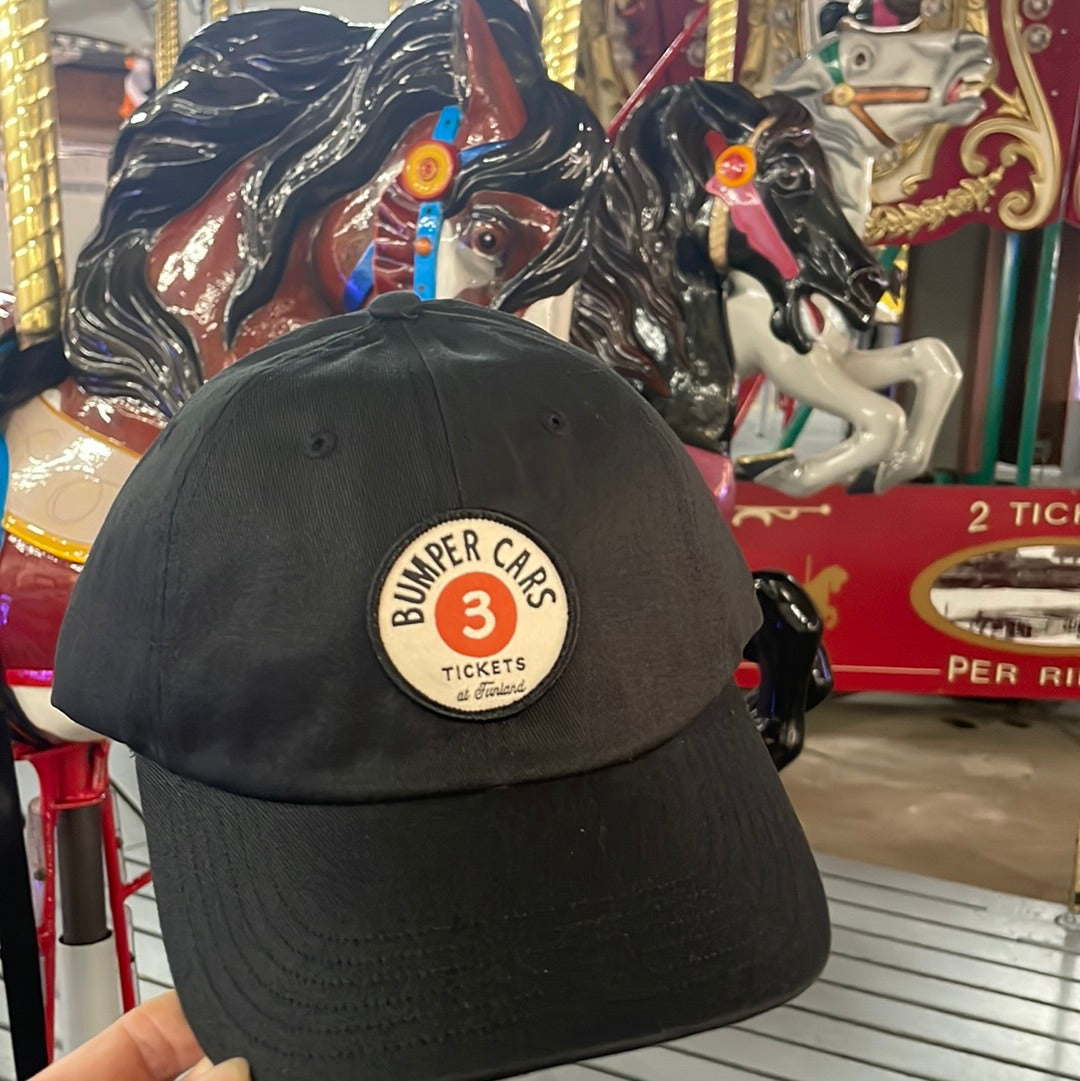 BUMPER CARS
3
TICKETS
at Funland
2 TICK
PER RI